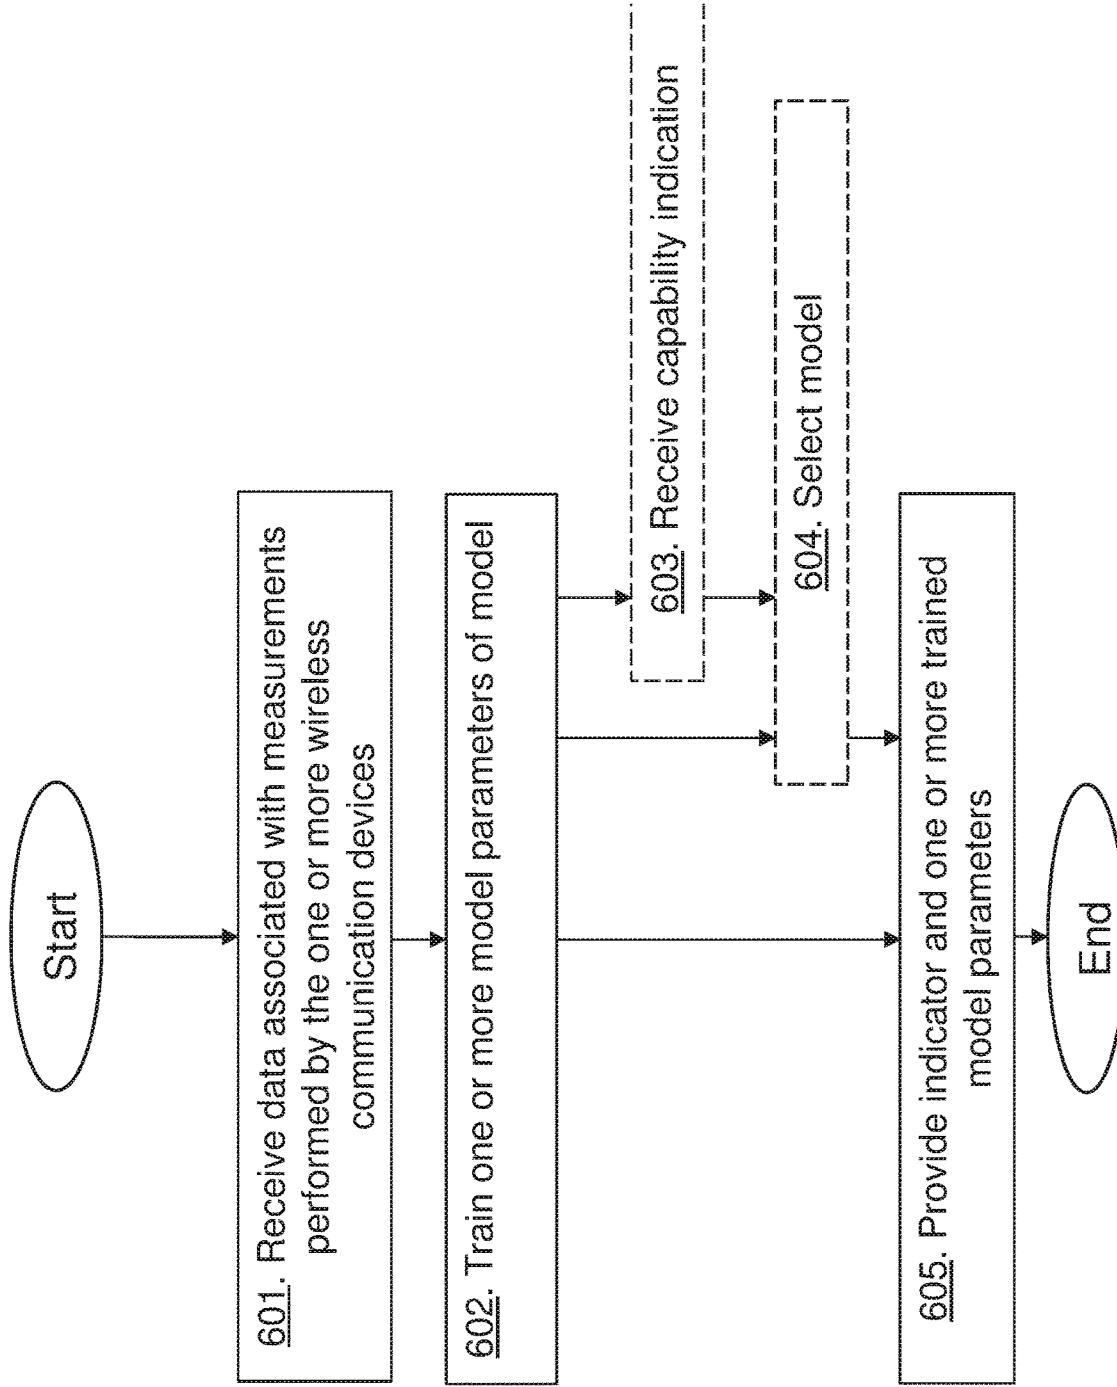 Start
601. Receive data associated with measurements
performed by the one or more wireless
communication devices
602. Train one or more model parameters of model
603. Receive capability indication
604. Select model
605. Provide indicator and one or more trained
model parameters
End